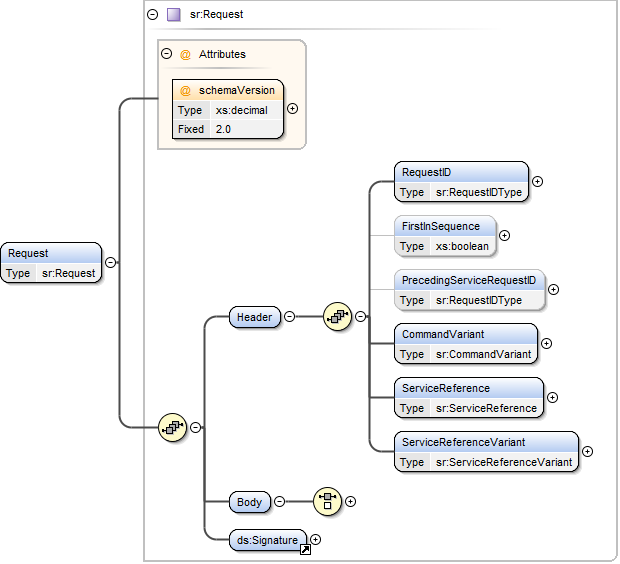 sr:Request
@ Attributes
@ schemaVersion
Type xs:decimal
Fixed 2.0
RequestID
Type sr:RequestIDType
FirstInSequence
Type xs:boolean
Request
Type sr:Request
PrecedingServiceRequestID
Type sr:RequestIDType
Header
CommandVariant
Type sr:CommandVariant
ServiceReference
Type sr:ServiceReference
ServiceReferenceVariant
Type sr:ServiceReferenceVariant
Body
ds:Signature